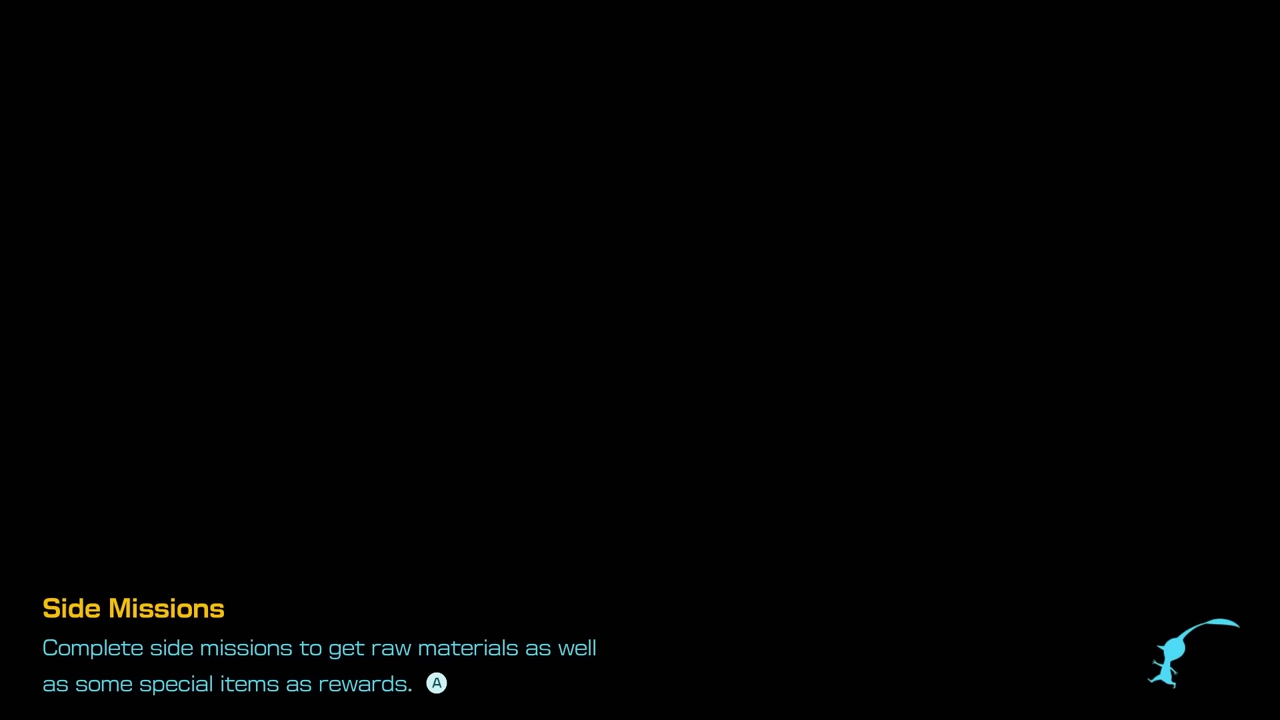 Side Missions
Complete side missions to get raw materials as well
as some special items as rewards. A